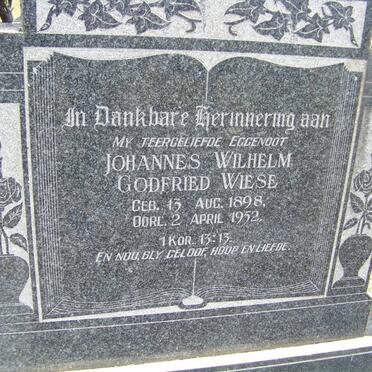 In Dankbare Herinnering aan
MY TEERGELIEFDE EGGENOOT
JOHANNES WILHELM
GODFRIED WIESE
GEB. 13 AUG. 1898.
OORL. 2 APRIL 1952.
1 KOR. 13:13.
EN NOU BLY GELOOF, HOOP EN LIEFDE.